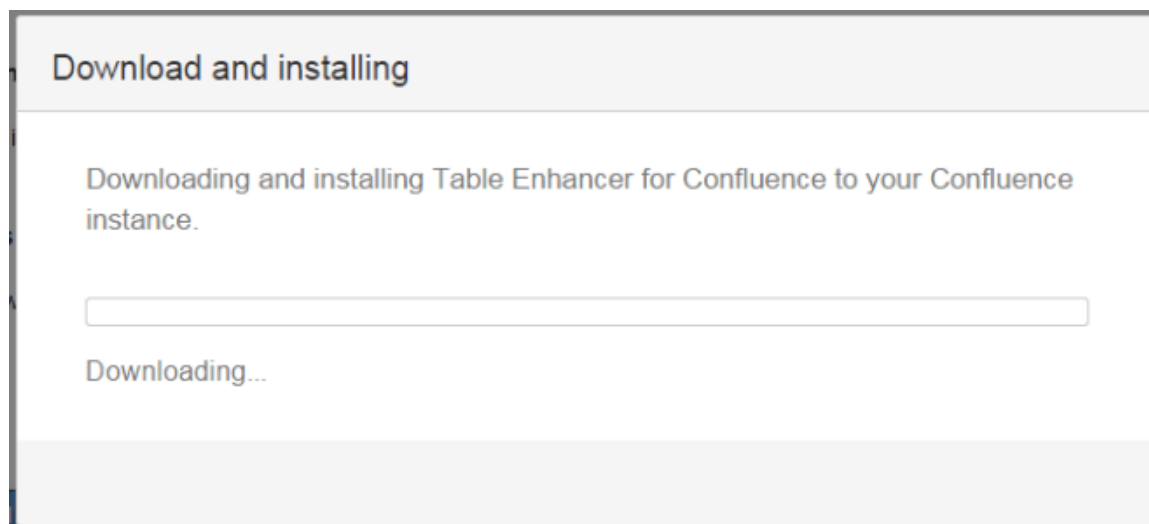 Download and installing
Downloading and installing Table Enhancer for Confluence to your Confluence
instance.
Downloading...